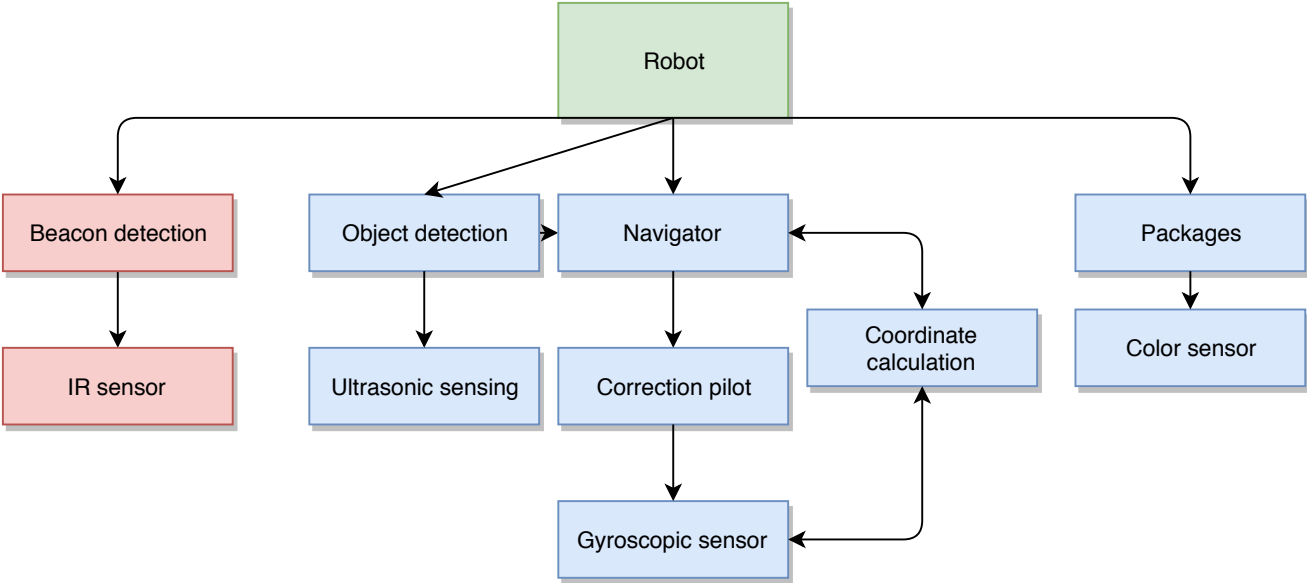 Robot
Beacon detection
Object detection
Navigator
Packages
Coordinate
calculation
Color sensor
IR sensor
Ultrasonic sensing
Correction pilot
Gyroscopic sensor